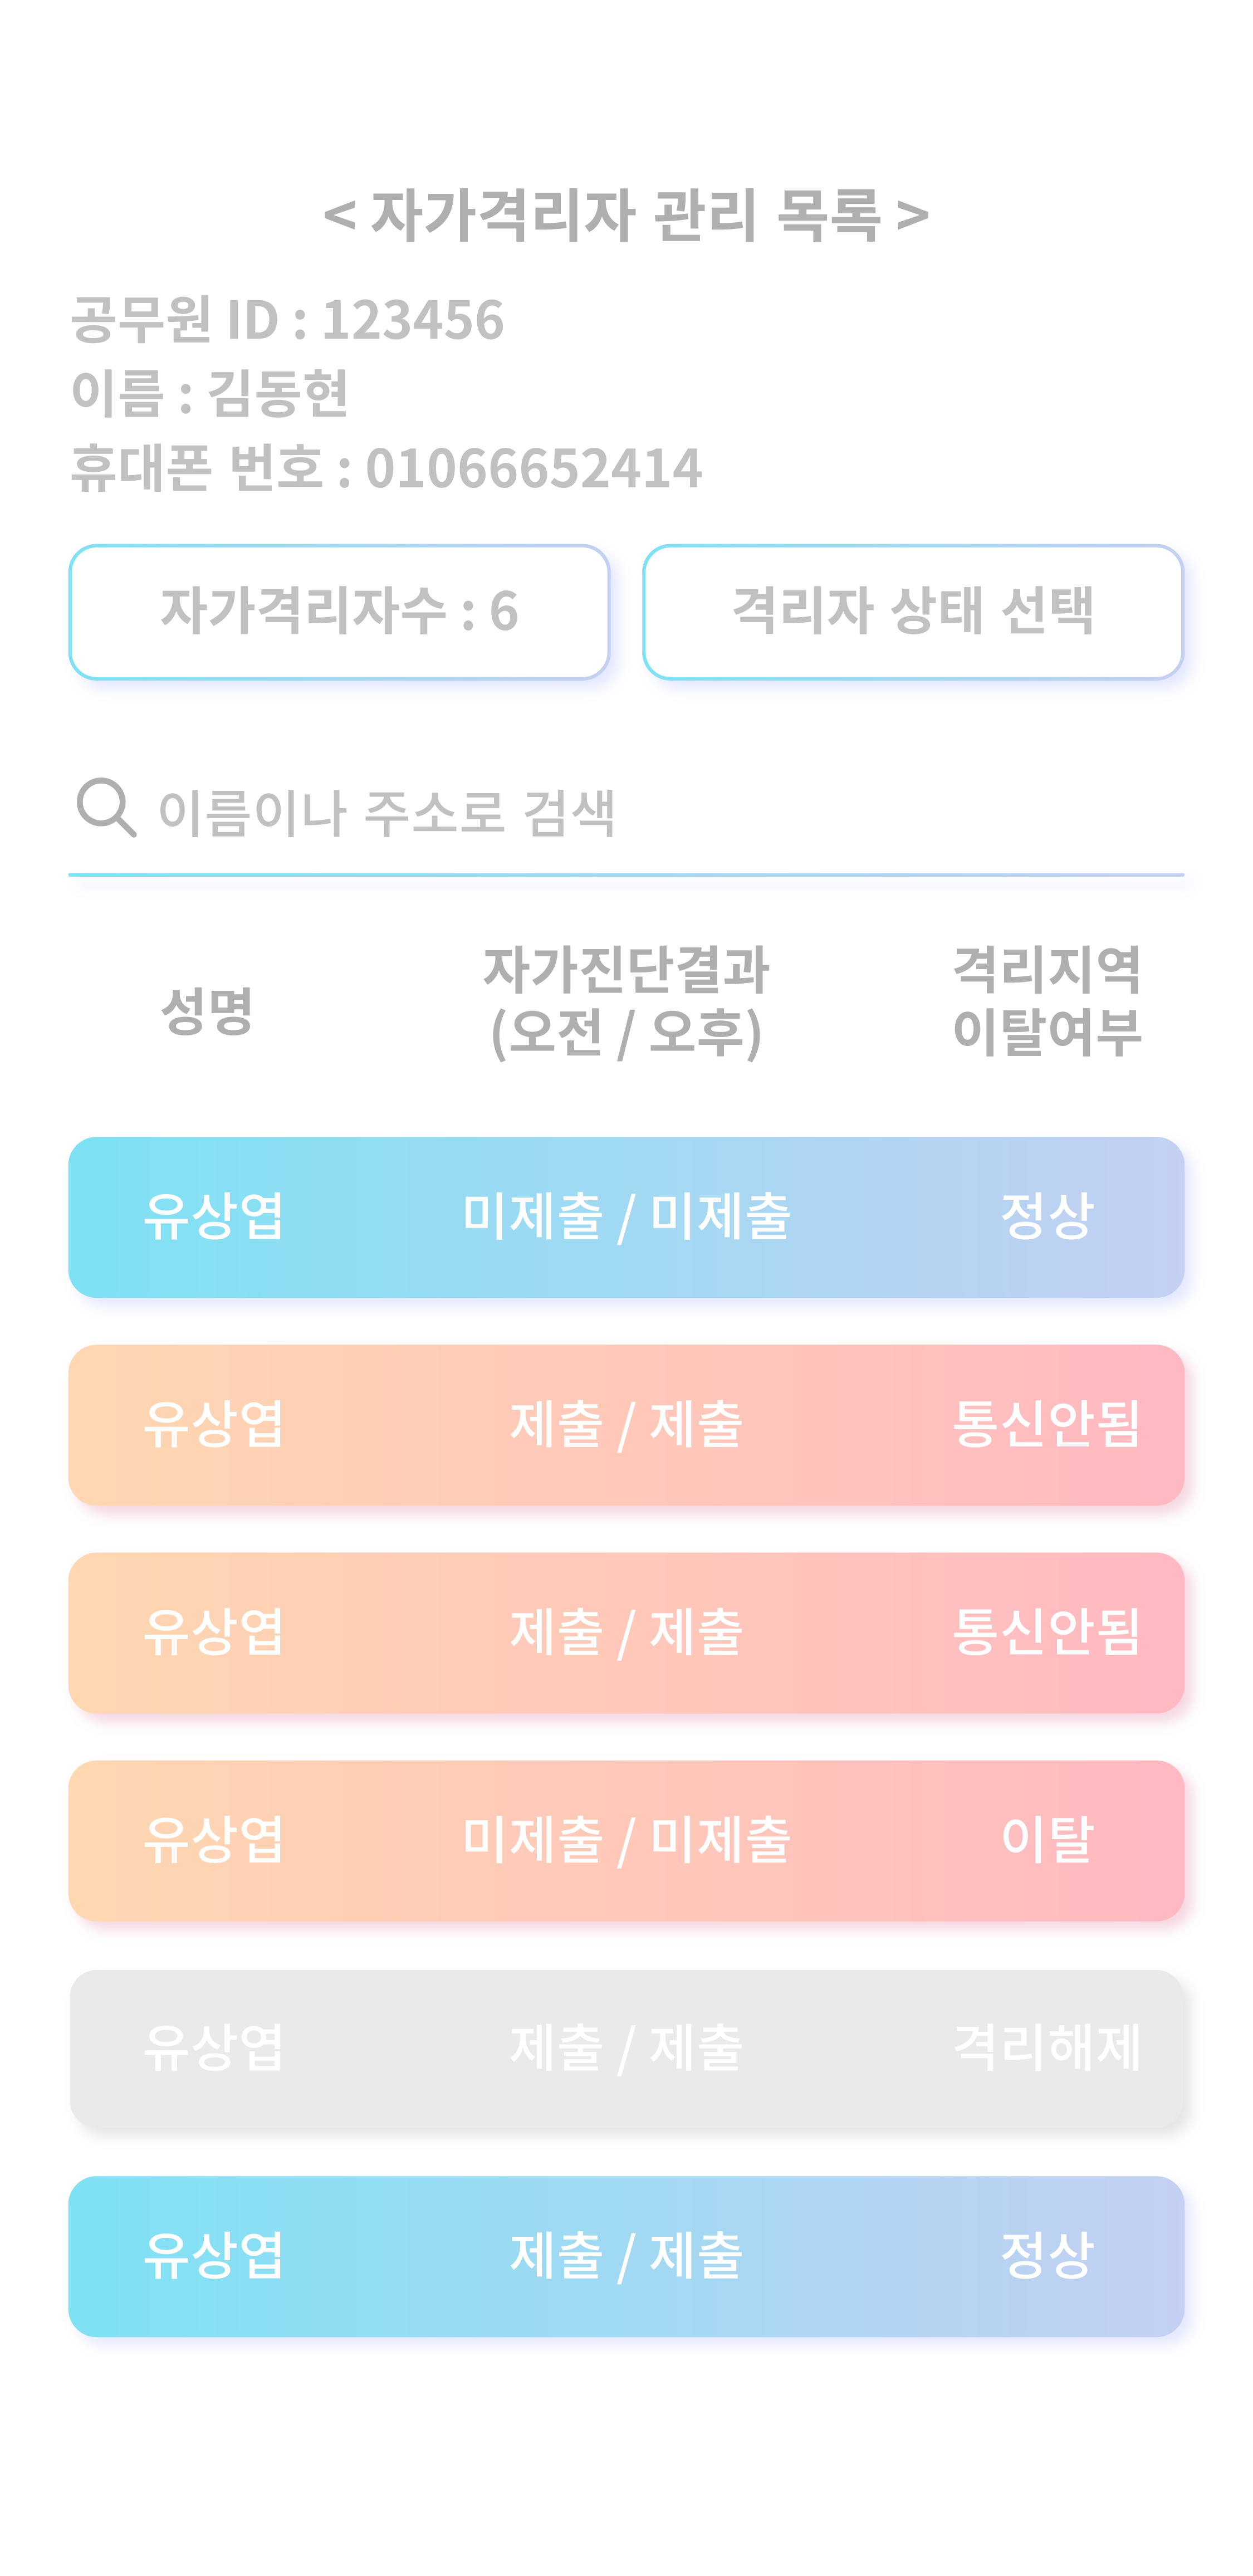 < 자가격리자 관리 목록 >
공무원 ID : 123456
이름 : 김동현
휴대폰 번호 : 01066652414
자가격리자수 : 6
격리자 상태 선택
이름이나 주소로 검색
성명
자가진단결과
(오전 / 오후)
격리지역
이탈여부
유상엽 미제출 / 미제출 정상
유상엽 제출 / 제출 통신안됨
유상엽 제출 / 제출 통신안됨
유상엽 미제출 / 미제출 이탈
유상엽 제출 / 제출 격리해제
유상엽 제출 / 제출 정상